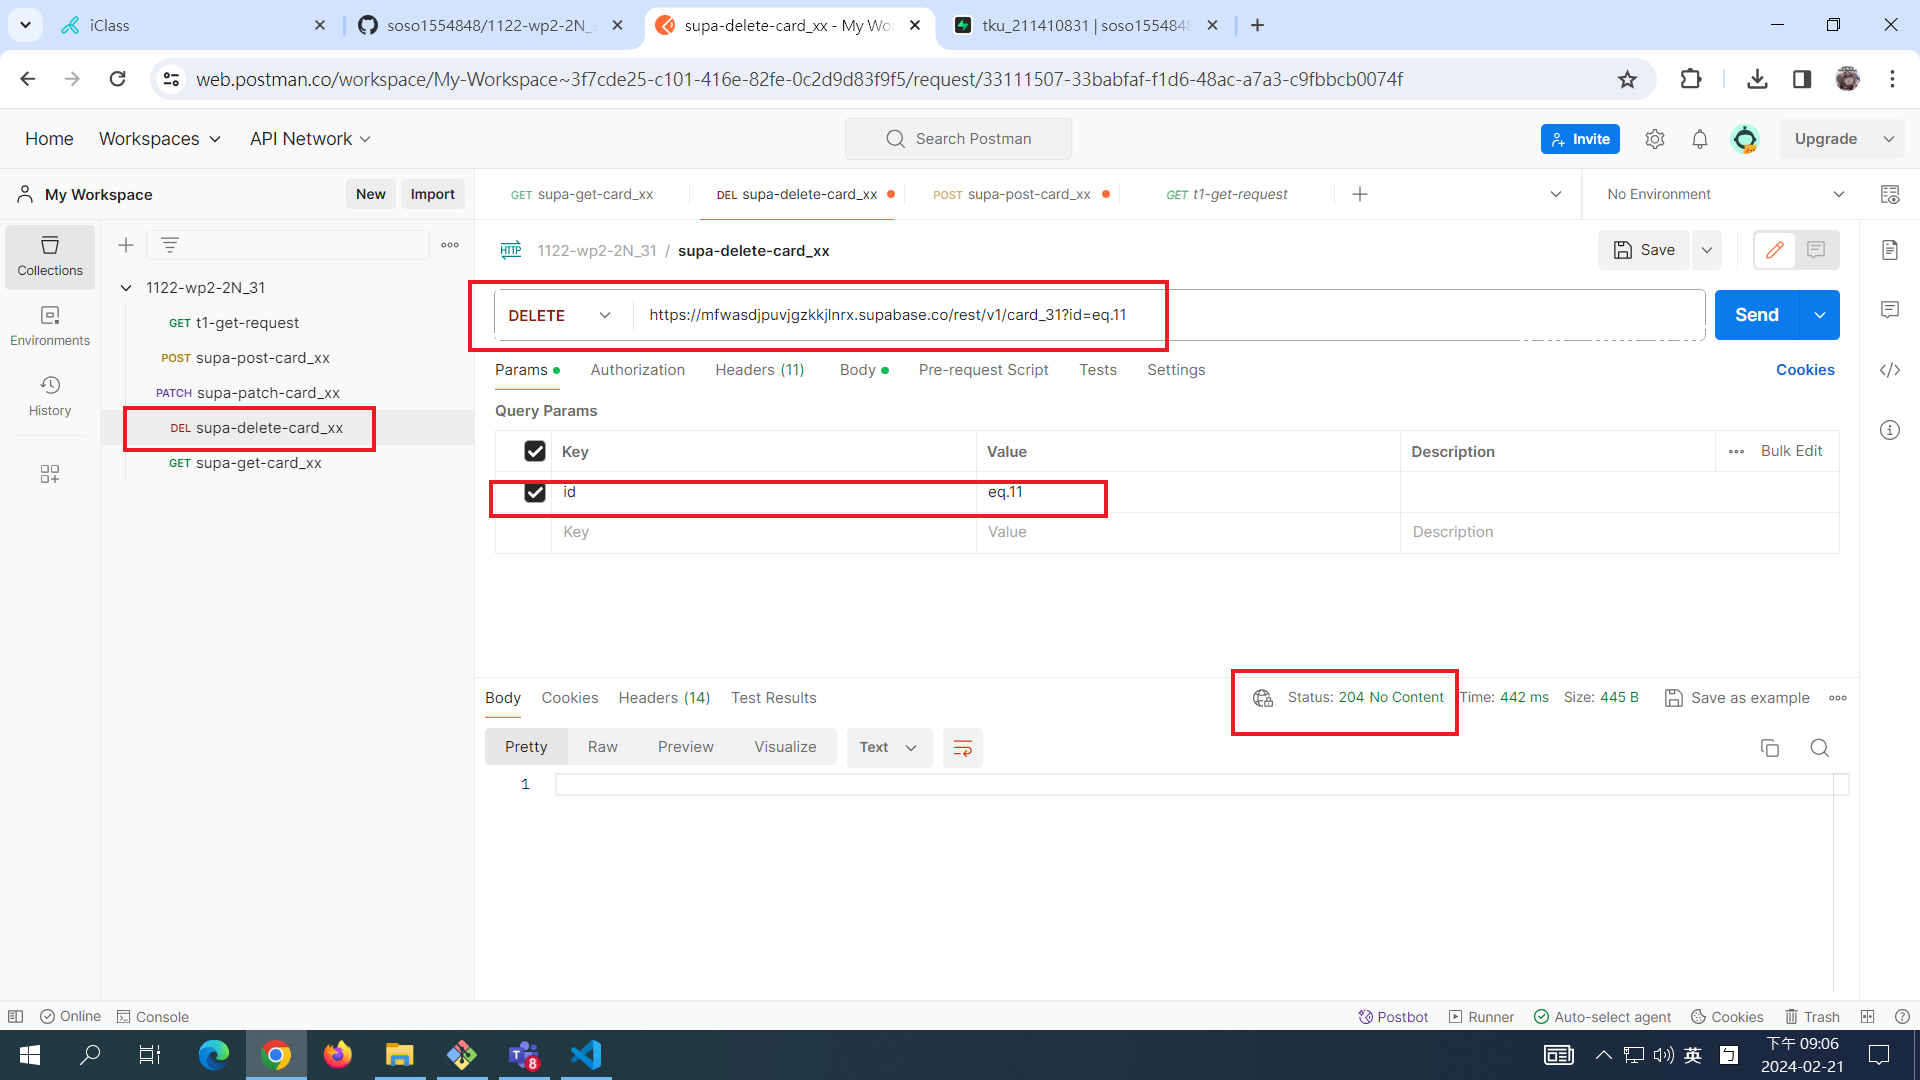 iClass
soso1554848/1122-wp2-2N_
supa-delete-card_xx - My Wo
tku_211410831 | soso155484
web.postman.co/workspace/My-Workspace~3f7cde25-c101-416e-82fe-0c2d9d83f9f5/request/33111507-33babfaf-f1d6-48ac-a7a3-c9fbbcb0074f
Home Workspaces API Network Search Postman Invite Upgrade
My Workspace New Import
GET supa-get-card_xx DEL supa-delete-card_xx POST supa-post-card_xx GET t1-get-request No Environment
Collections
Environments
History
1122-wp2-2N_31
GET t1-get-request
POST supa-post-card_xx
PATCH supa-patch-card_xx
DEL supa-delete-card_xx
GET supa-get-card_xx
HTTP 1122-wp2-2N_31 / supa-delete-card_xx Save
DELETE https://mfwasdjpuvjgzkkjlnrx.supabase.co/rest/v1/card_31?id=eq.11 Send
Params Authorization Headers (11) Body Pre-request Script Tests Settings Cookies
Query Params
Key Value Description Bulk Edit
id eq.11
Key Value Description
Body Cookies Headers (14) Test Results Status: 204 No Content Time: 442 ms Size: 445 B Save as example
Pretty Raw Preview Visualize Text
1
Online Console Postbot Runner Auto-select agent Cookies Trash
8
英 ㄅ
下午 09:06
2024-02-21